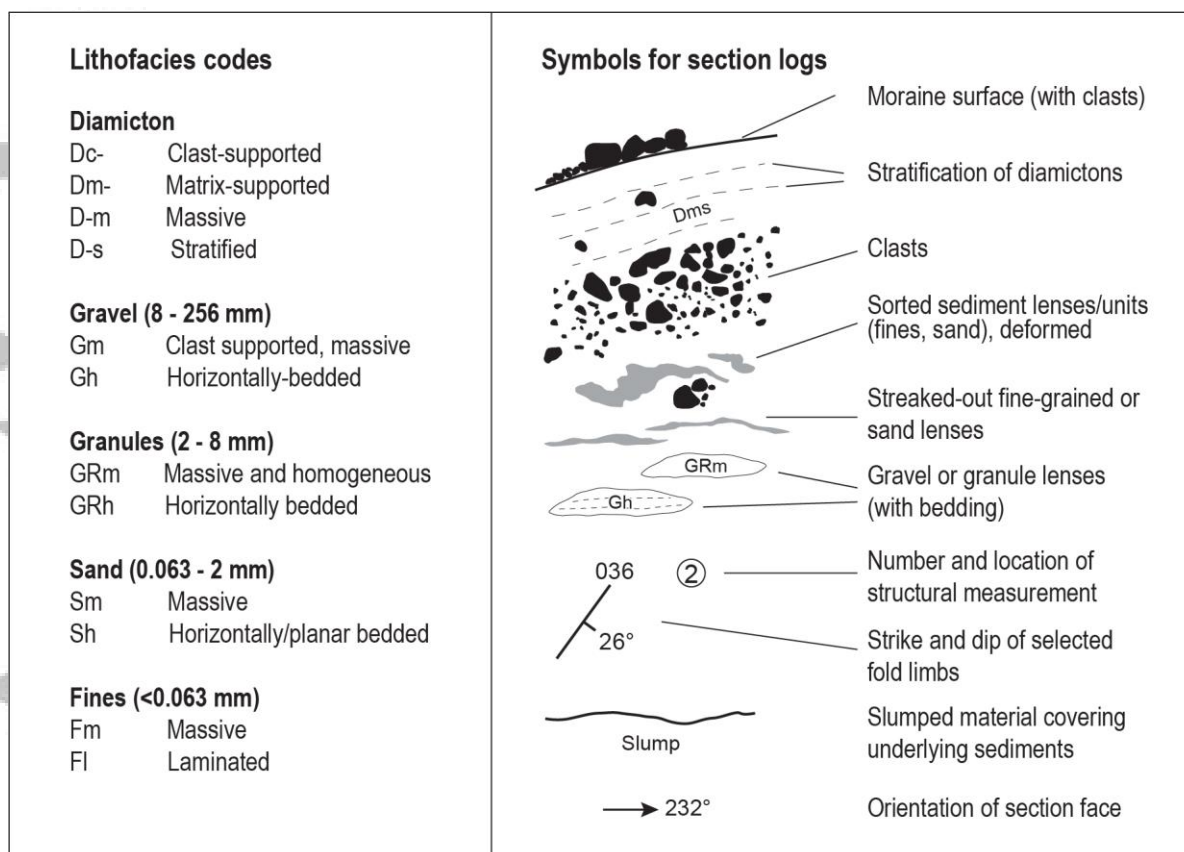 Lithofacies codes
Diamicton
Dc- Clast-supported
Dm- Matrix-supported
D-m Massive
D-s Stratified
Gravel (8 - 256 mm)
Gm Clast supported, massive
Gh Horizontally-bedded
Granules (2 - 8 mm)
GRm Massive and homogeneous
GRh Horizontally bedded
Sand (0.063 - 2 mm)
Sm Massive
Sh Horizontally/planar bedded
Fines (<0.063 mm)
Fm Massive
Fl Laminated
Symbols for section logs
Moraine surface (with clasts)
Stratification of diamictons
Dms
Clasts
Sorted sediment lenses/units
(fines, sand), deformed
Streaked-out fine-grained or
sand lenses
GRm
Gh
Gravel or granule lenses
(with bedding)
036
②
Number and location of
structural measurement
26°
Strike and dip of selected
fold limbs
Slump
Slumped material covering
underlying sediments
232°
Orientation of section face